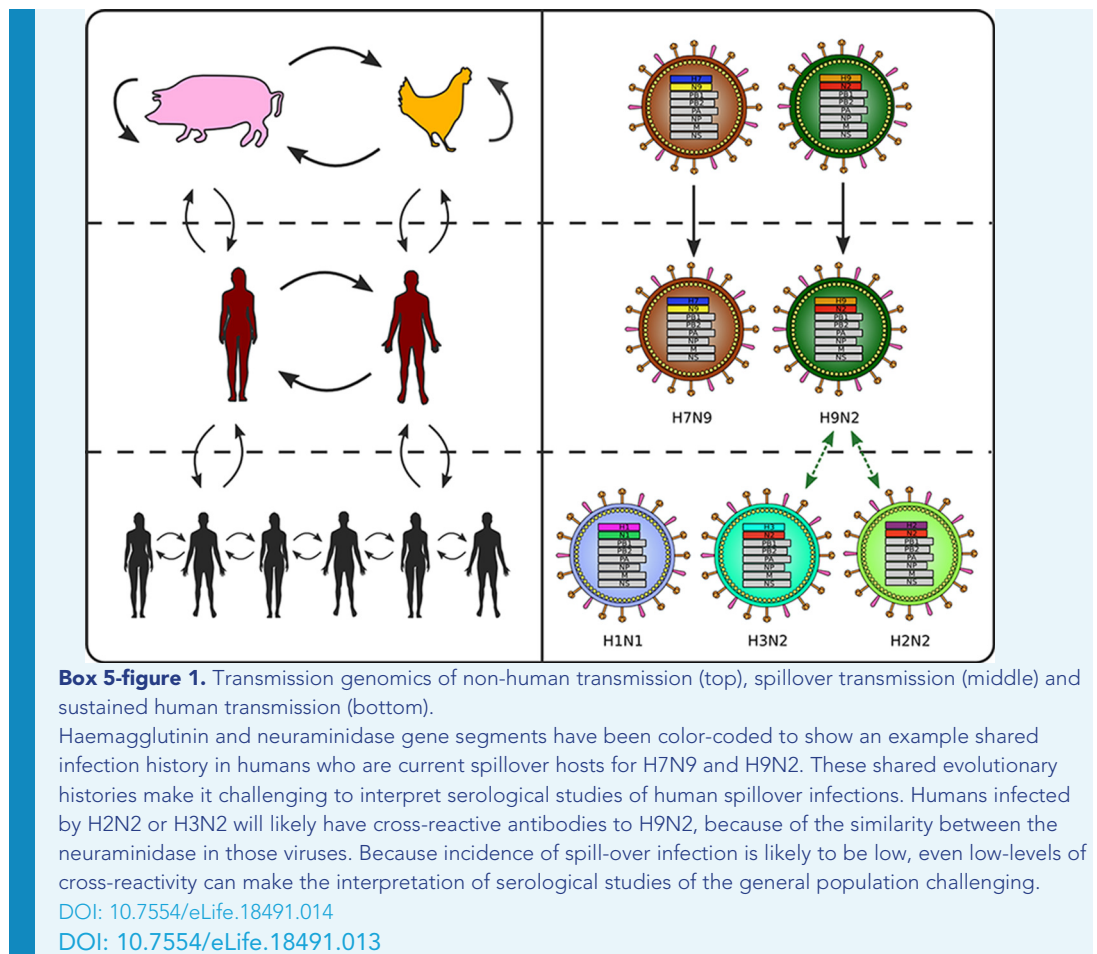 H7
N9
PB1
PB2
PA
NP
M
NS
H9
N2
PB1
PB2
PA
NP
M
NS
H7
N9
PB1
PB2
PA
NP
M
NS
H9
N2
PB1
PB2
PA
NP
M
NS
H7N9
H9N2
H1
N1
PB1
PB2
PA
NP
M
NS
H3
N2
PB1
PB2
PA
NP
M
NS
H2
N2
PB1
PB2
PA
NP
M
NS
H1N1
H3N2
H2N2
Box 5-figure 1. Transmission genomics of non-human transmission (top), spillover transmission (middle) and
sustained human transmission (bottom).
Haemagglutinin and neuraminidase gene segments have been color-coded to show an example shared
infection history in humans who are current spillover hosts for H7N9 and H9N2. These shared evolutionary
histories make it challenging to interpret serological studies of human spillover infections. Humans infected
by H2N2 or H3N2 will likely have cross-reactive antibodies to H9N2, because of the similarity between the
neuraminidase in those viruses. Because incidence of spill-over infection is likely to be low, even low-levels of
cross-reactivity can make the interpretation of serological studies of the general population challenging.
DOI: 10.7554/eLife.18491.014
DOI: 10.7554/eLife.18491.013